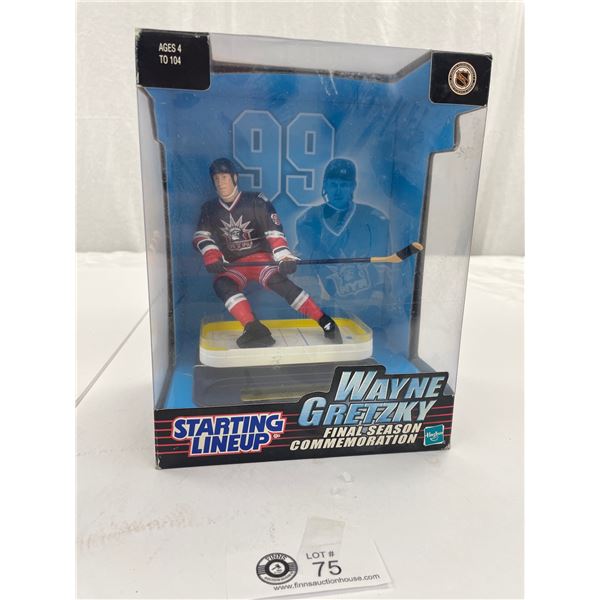 AGES 4
TO 104
99
WAYNE
GRETZKY
FINAL SEASON
COMMEMORATION
STARTING
LINEUP
Hasbro
LOT #
75
www.finnsauctionhouse.com